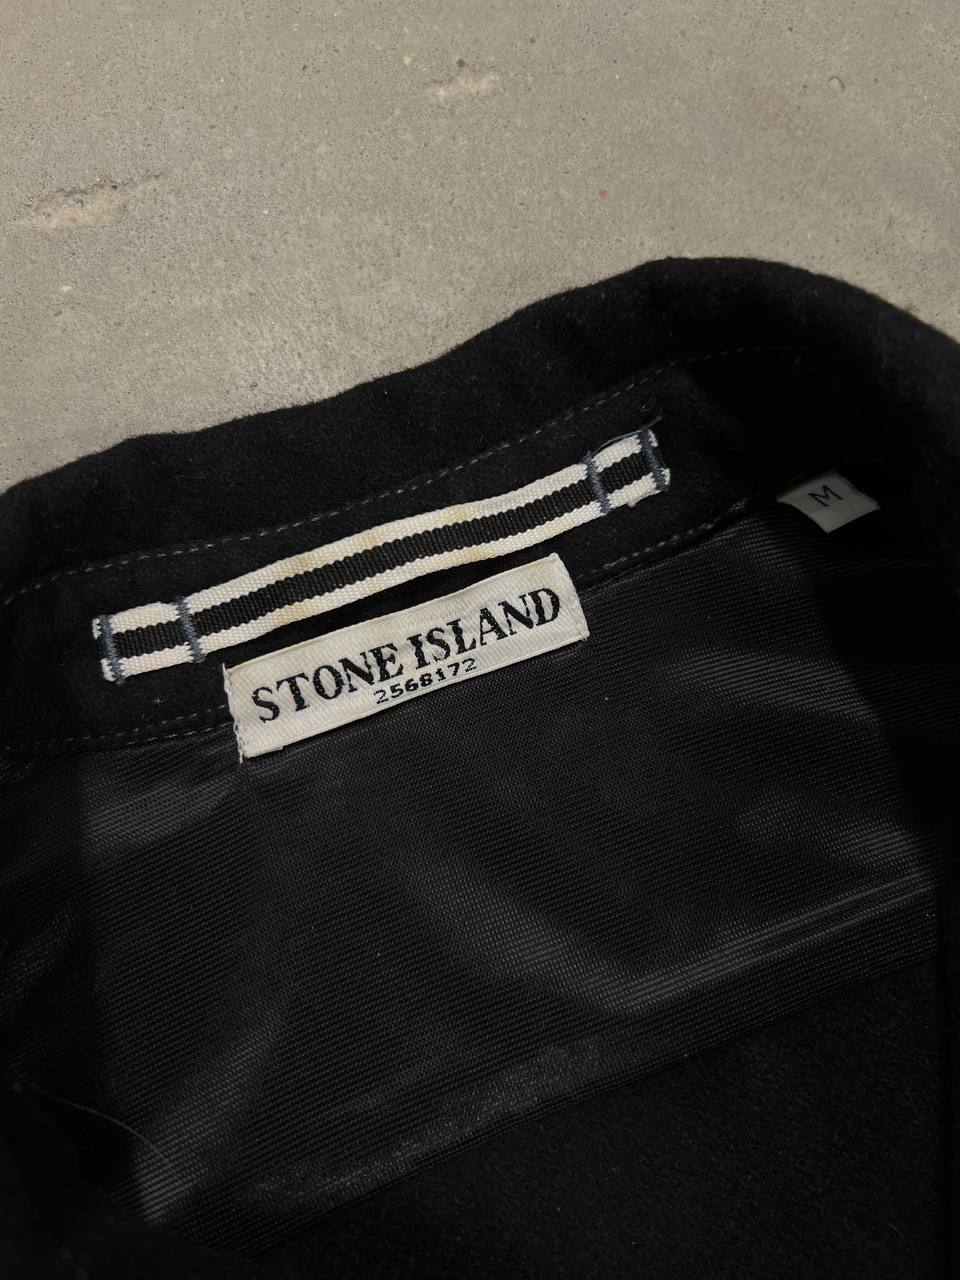 M
STONE ISLAND
2568172